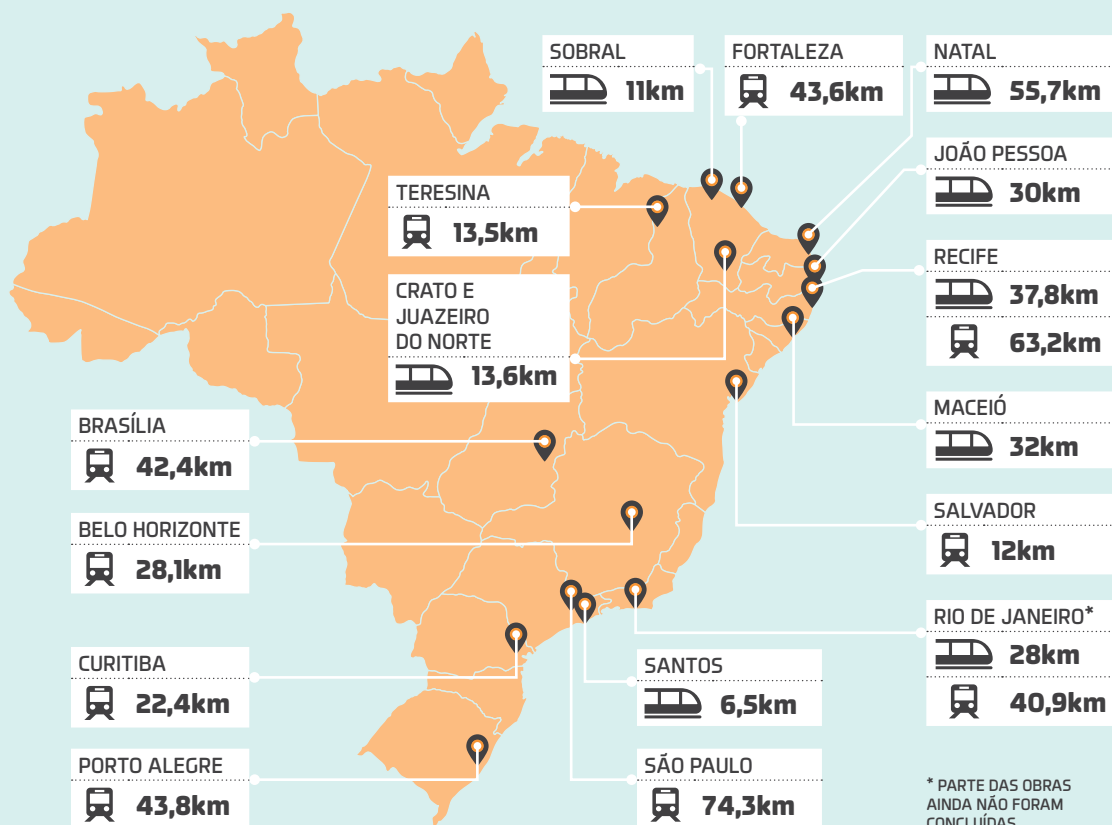 SOBRAL
11km
FORTALEZA
43,6km
NATAL
55,7km
JOÃO PESSOA
30km
TERESINA
13,5km
RECIFE
37,8km
63,2km
CRATO E
JUAZEIRO
DO NORTE
13,6km
MACEIÓ
32km
BRASÍLIA
42,4km
SALVADOR
12km
BELO HORIZONTE
28,1km
RIO DE JANEIRO*
28km
40,9km
CURITIBA
22,4km
SANTOS
6,5km
PORTO ALEGRE
43,8km
SÃO PAULO
74,3km
* PARTE DAS OBRAS
AINDA NÃO FORAM
CONCLUÍDAS